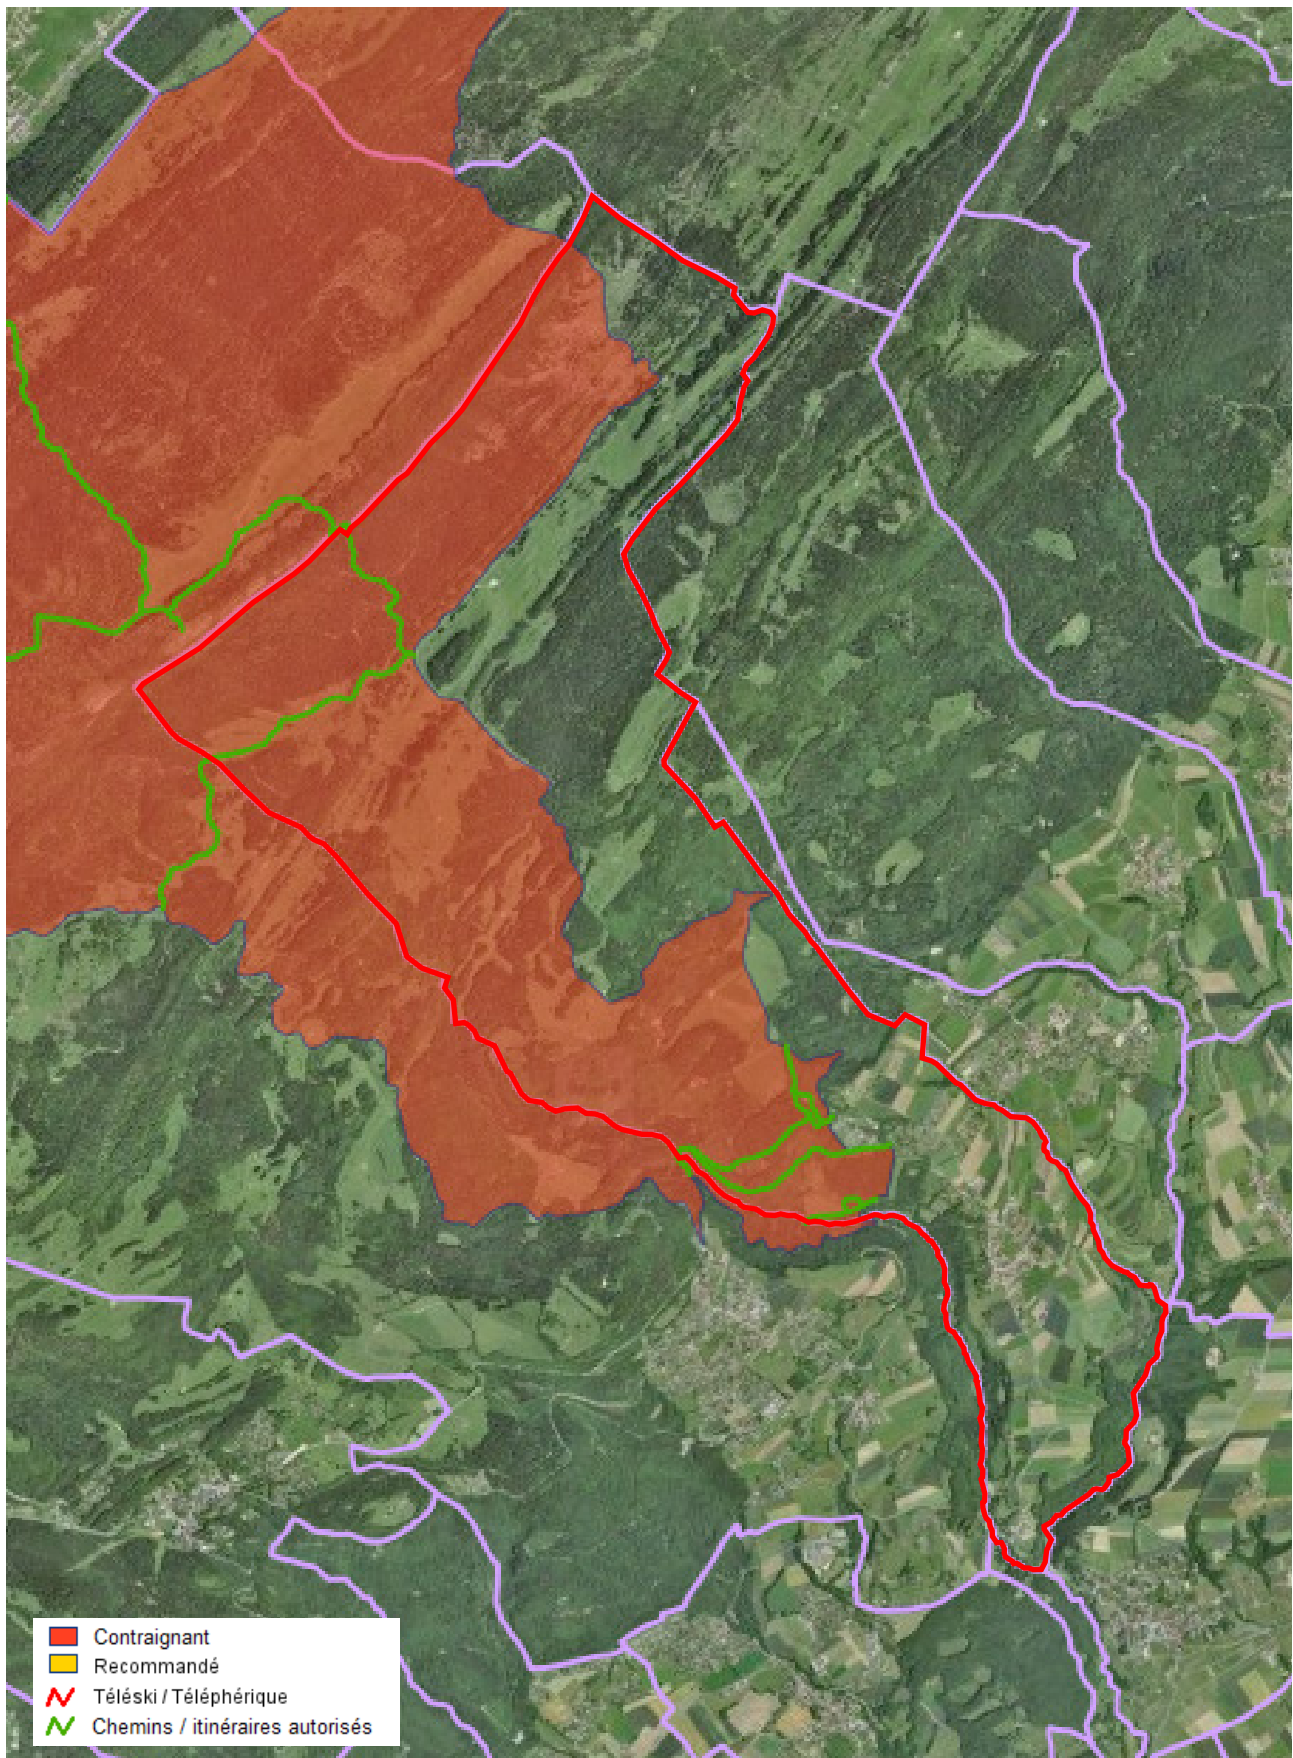 Contraignant
Recommandé
Téléski / Téléphérique
Chemins / itinéraires autorisés